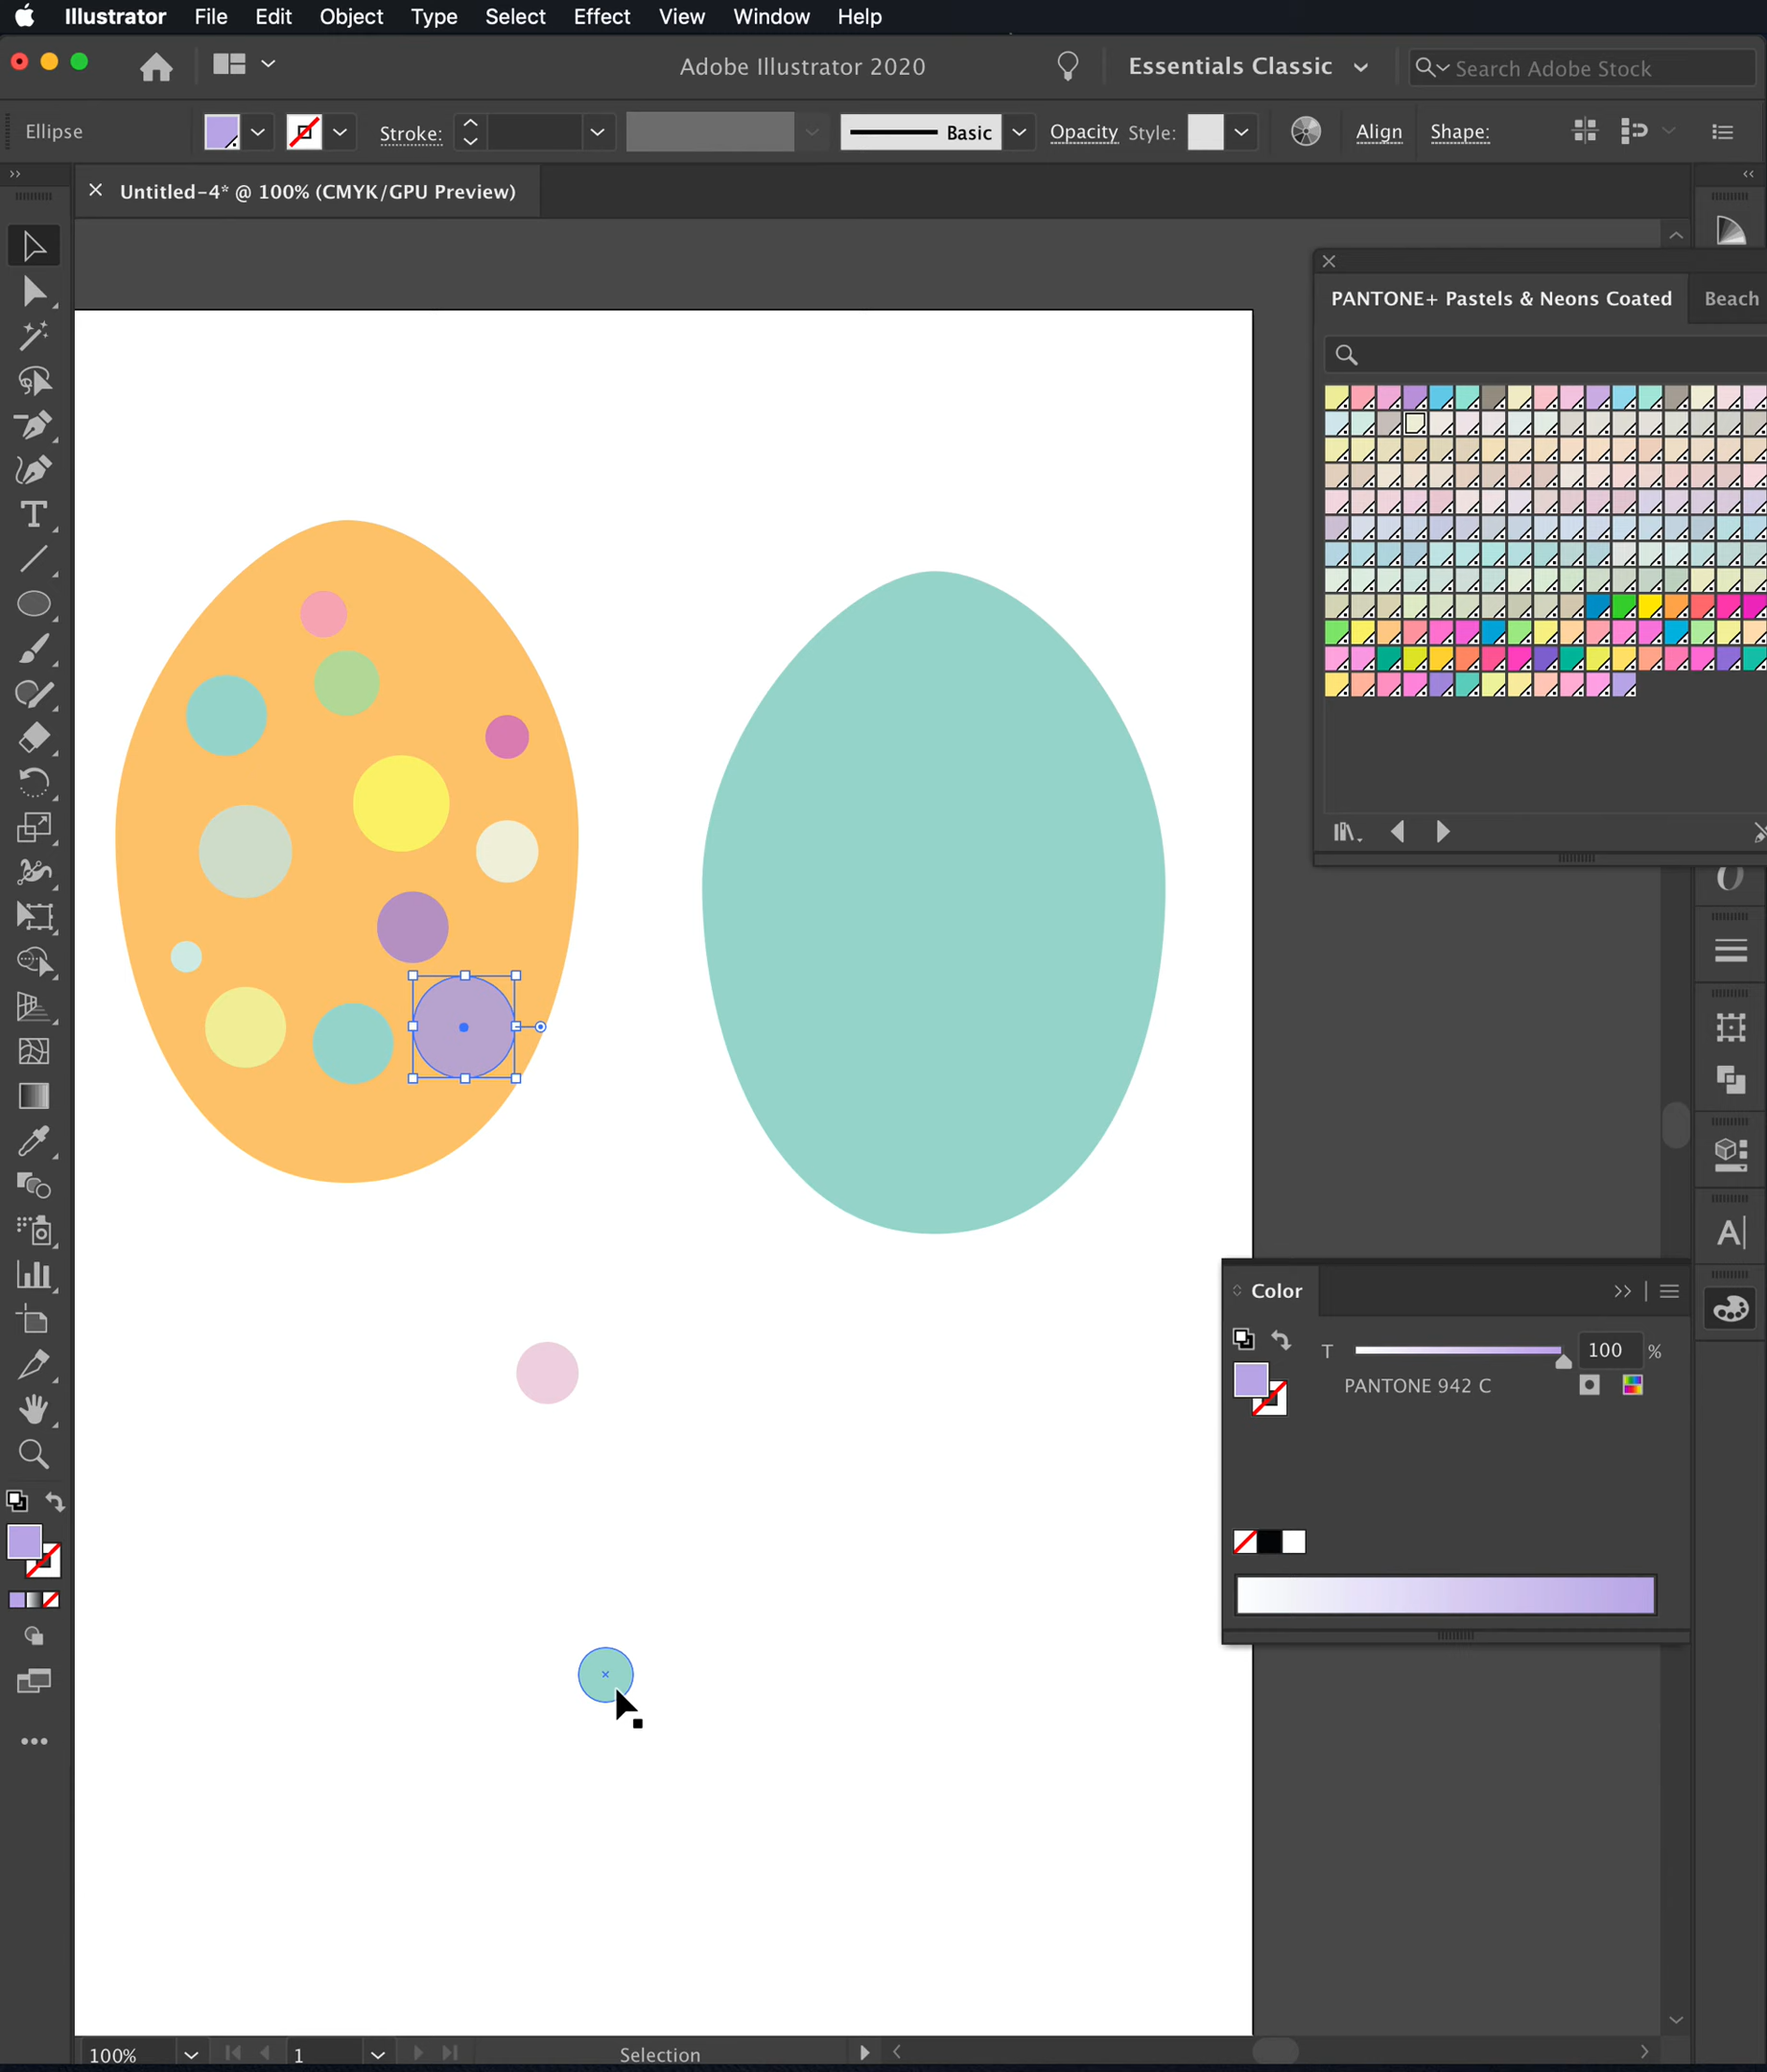 Illustrator File Edit Object Type Select Effect View Window Help
Adobe Illustrator 2020
Essentials Classic
Search Adobe Stock
Ellipse
Stroke:
Basic
Opacity Style:
Align
Shape:
Untitled-4* @ 100% (CMYK/GPU Preview)
PANTONE+ Pastels & Neons Coated
Beach
Color
T
100 %
PANTONE 942 C
100%
1
Selection